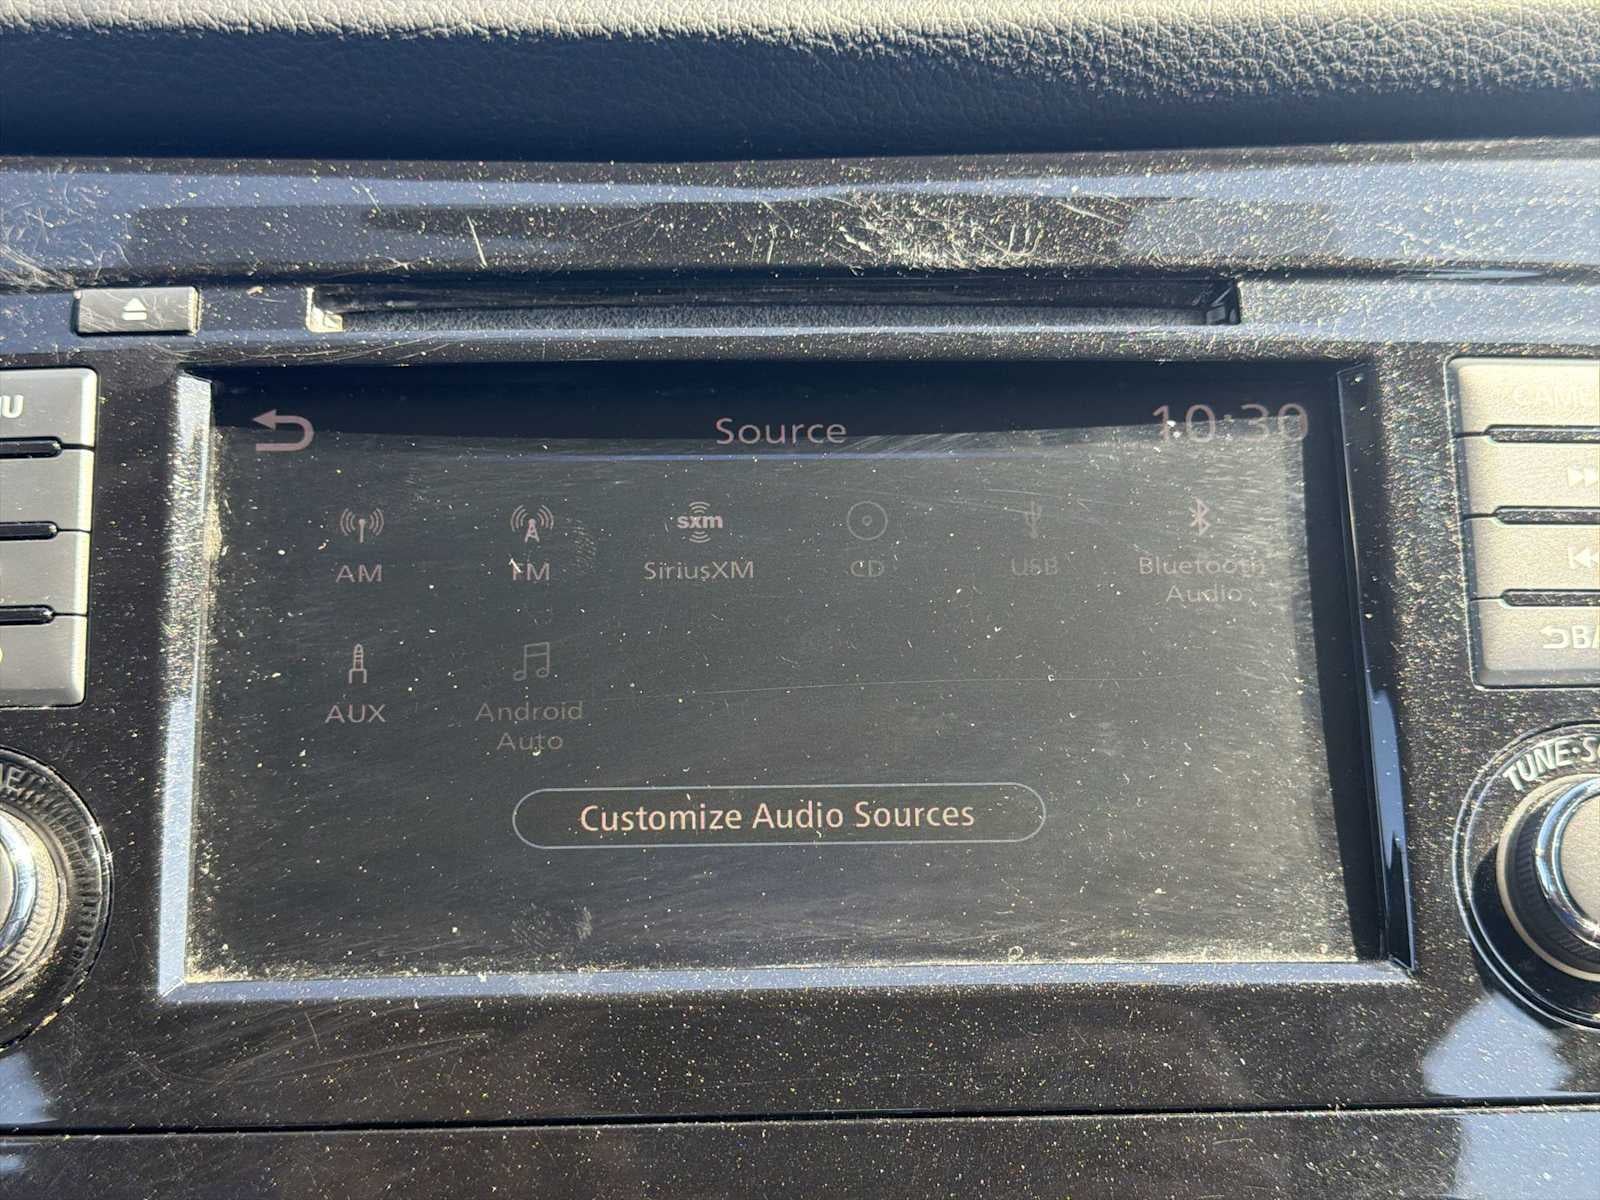 Source
10:30
AM
FM
sxm
SiriusXM
CD
USB
Bluetooth
Audio
AUX
Android
Auto
Customize Audio Sources